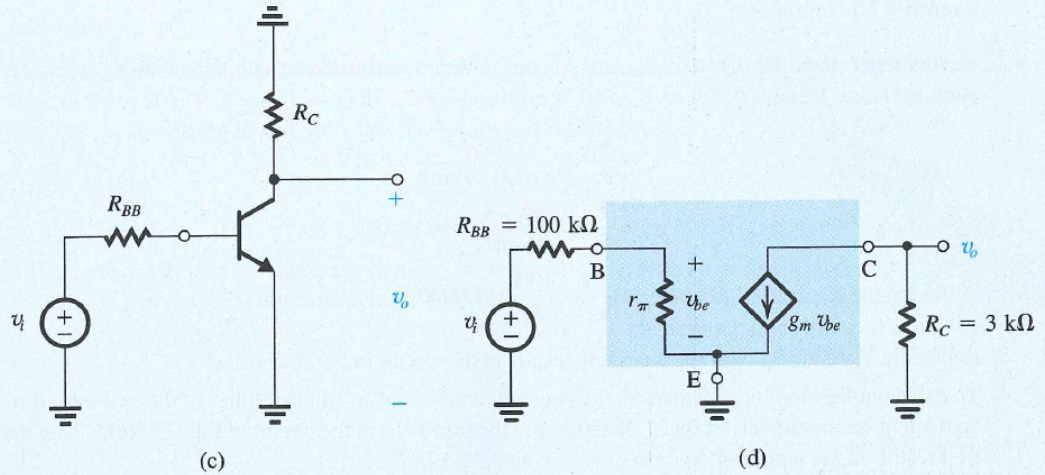 R_C
R_BB
+
v_o
−
v_i
+
−
(c)
R_BB = 100 kΩ
B
v_i
+
−
r_π
+
v_be
−
g_m v_be
E
C
v_o
R_C = 3 kΩ
(d)